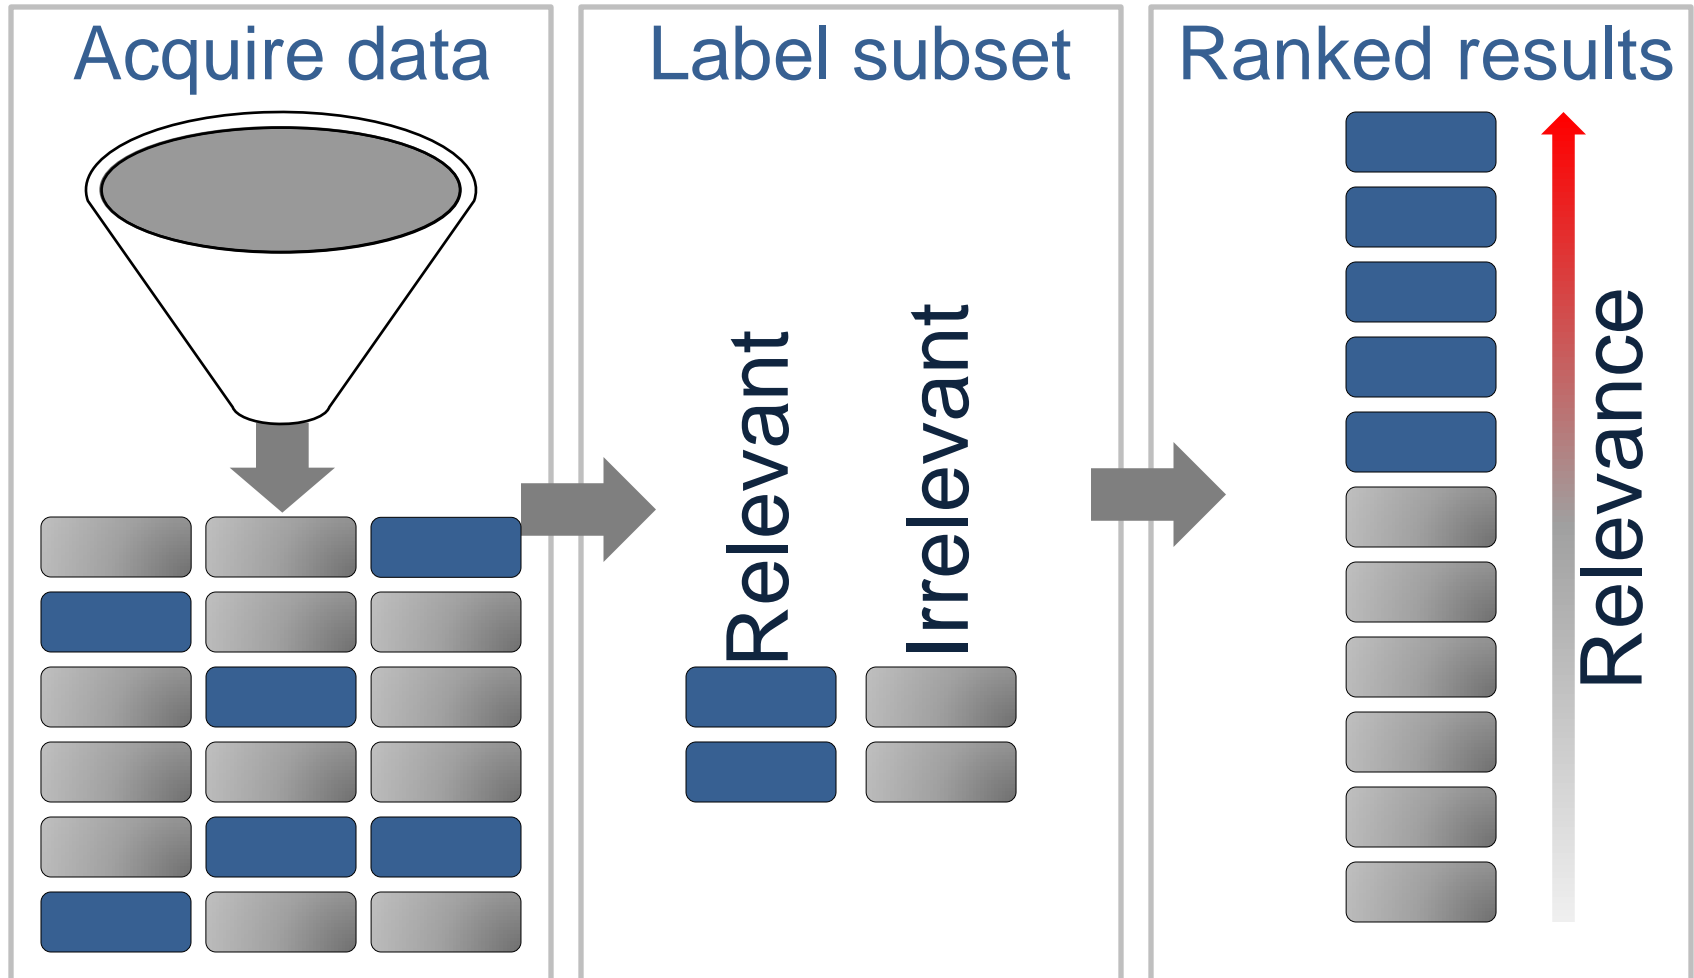 Acquire data
Label subset
Relevant
Irrelevant
Ranked results
Relevance